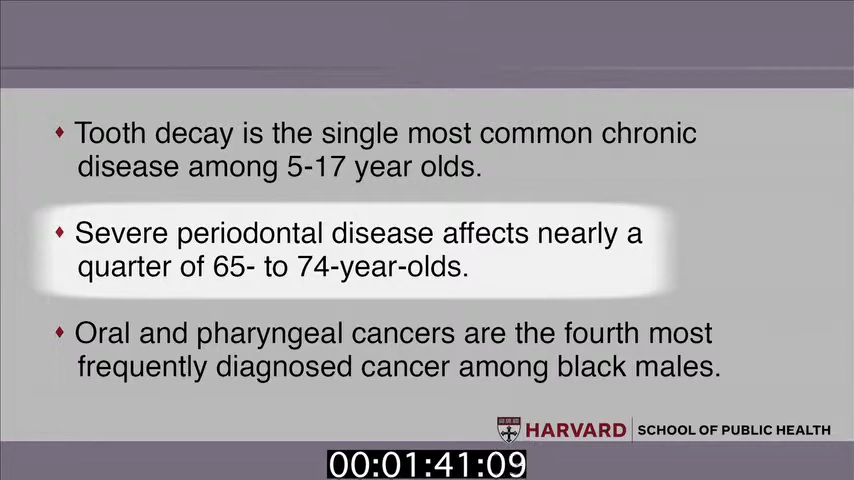 ♦ Tooth decay is the single most common chronic
disease among 5-17 year olds.
♦ Severe periodontal disease affects nearly a
quarter of 65- to 74-year-olds.
♦ Oral and pharyngeal cancers are the fourth most
frequently diagnosed cancer among black males.
HARVARD SCHOOL OF PUBLIC HEALTH
00:01:41:09